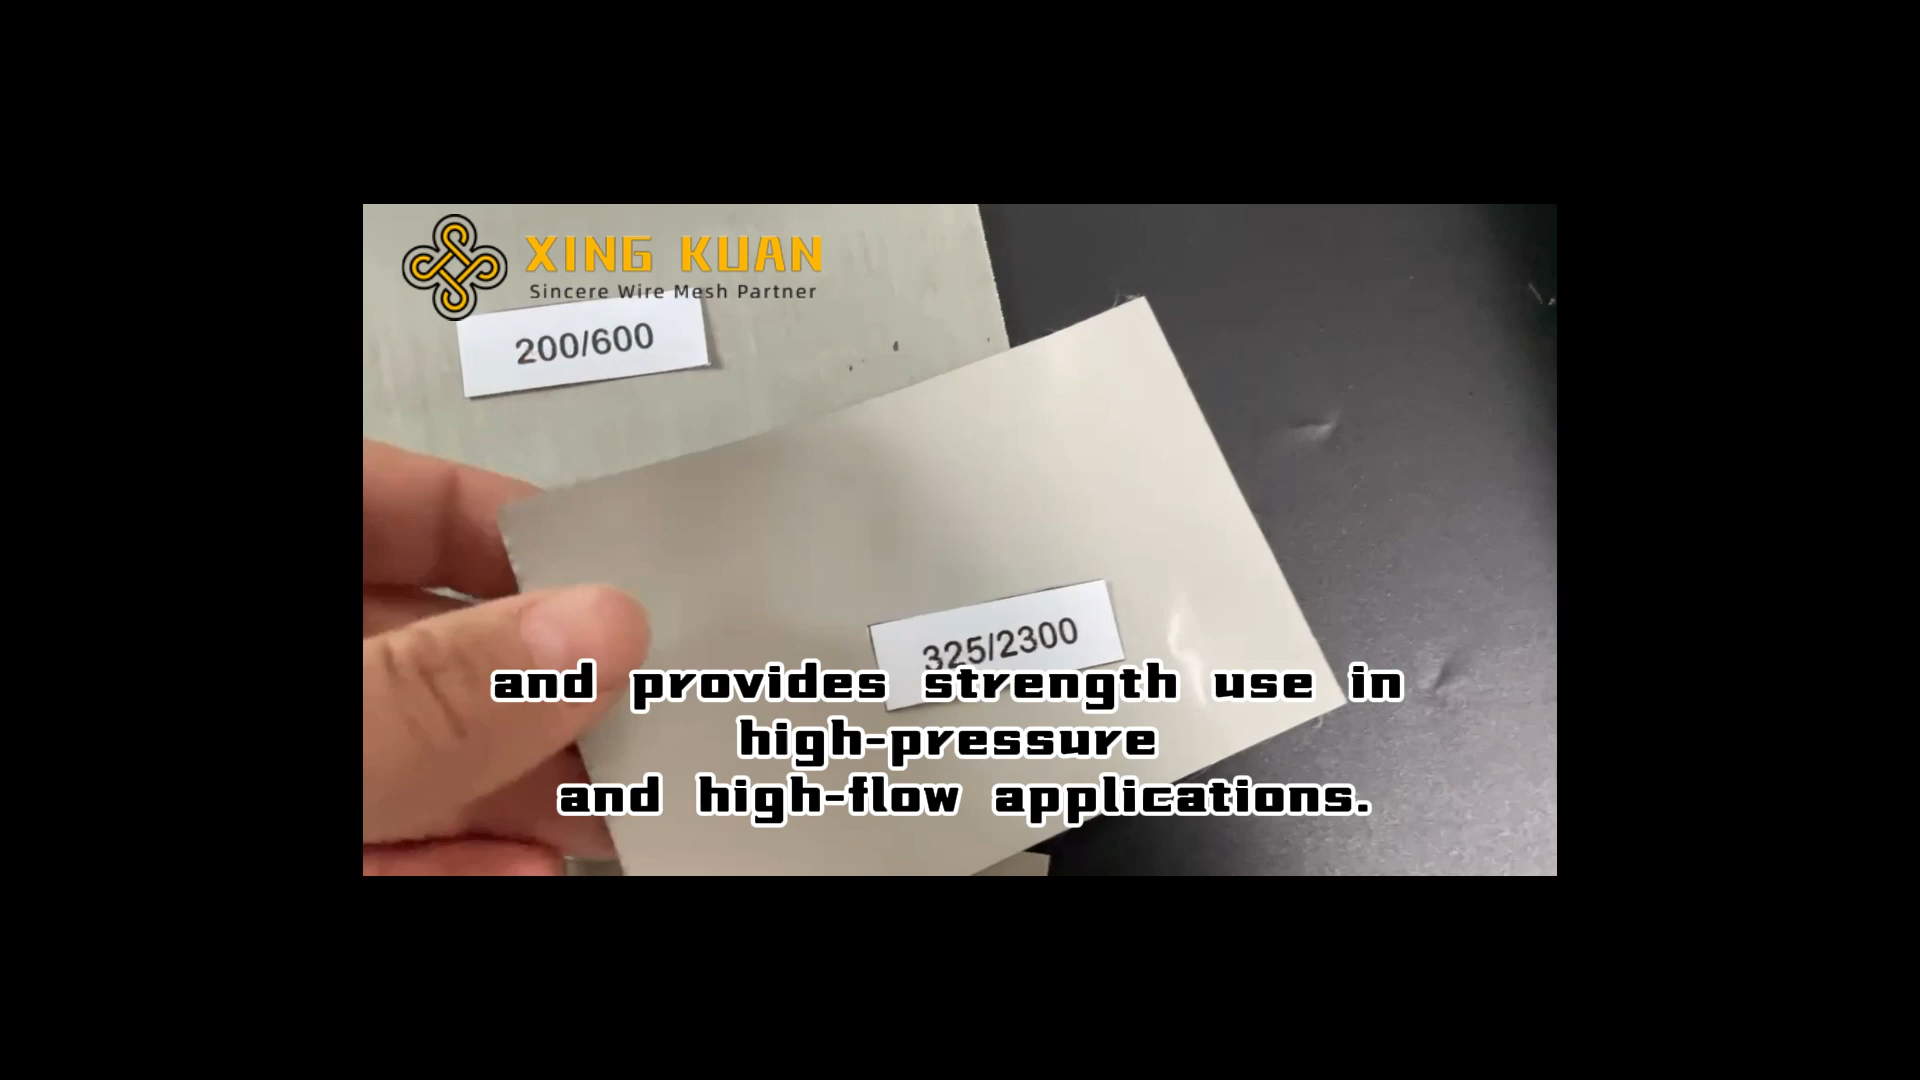 XING KUAN
Sincere Wire Mesh Partner
200/600
325/2300
and provides strength use in
high-pressure
and high-flow applications.